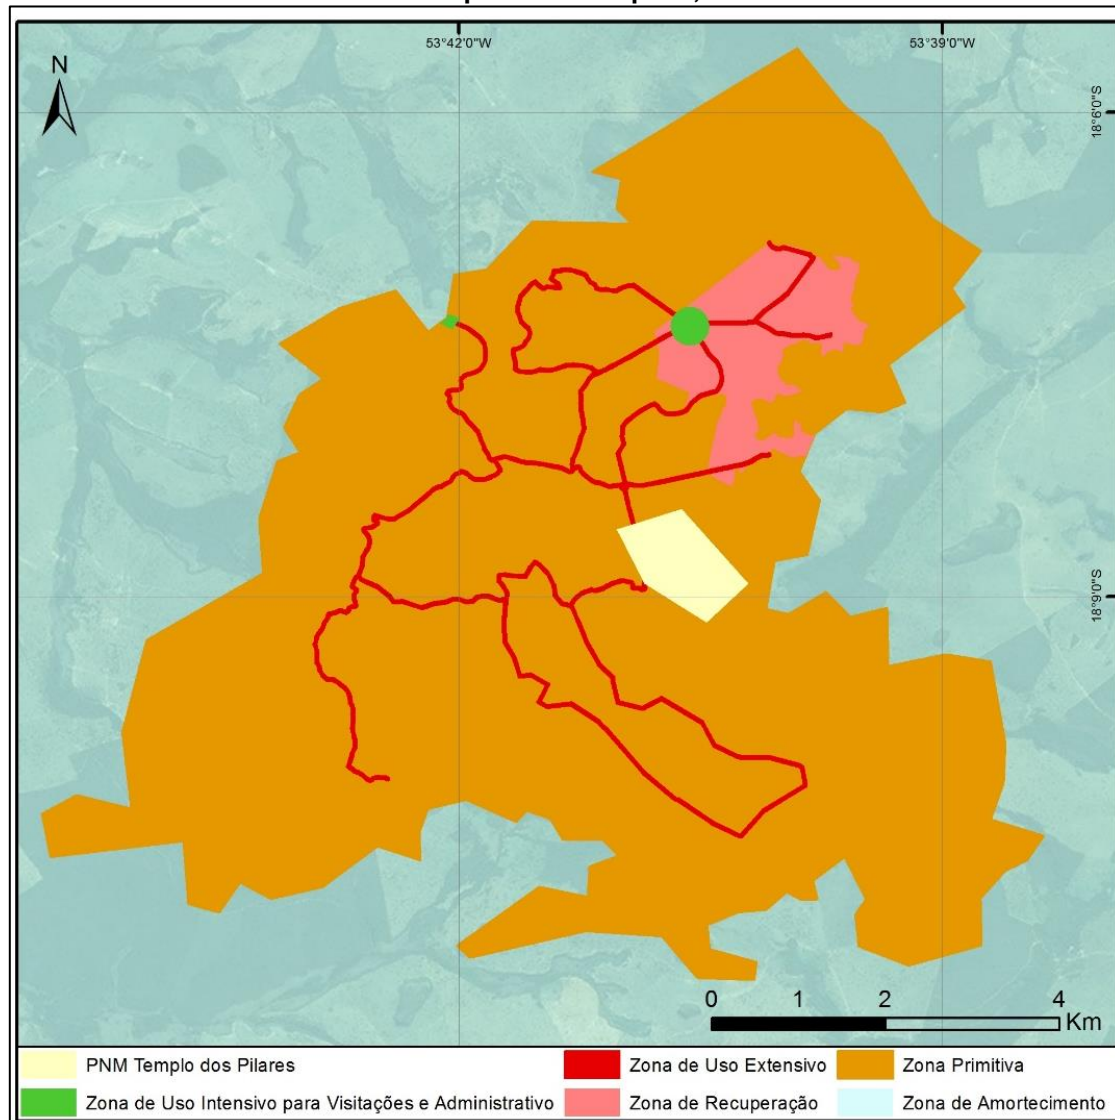 53°42'0"W
53°39'0"W
N
18°6'0"S
18°9'0"S
0 1 2 4
Km
PNM Templo dos Pilares
Zona de Uso Extensivo
Zona Primitiva
Zona de Uso Intensivo para Visitações e Administrativo
Zona de Recuperação
Zona de Amortecimento